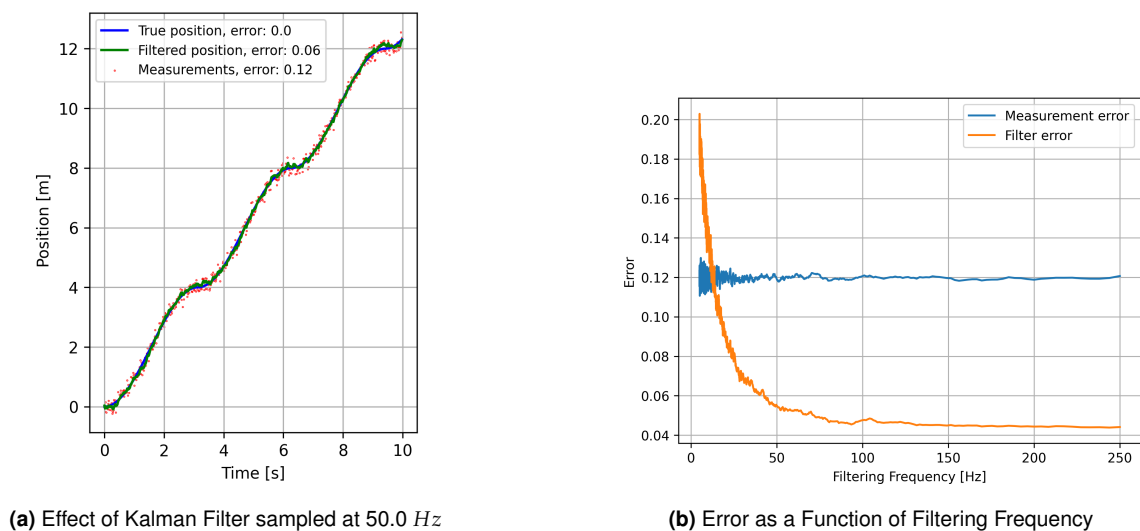 True position, error: 0.0
Filtered position, error: 0.06
Measurements, error: 0.12
12
10
8
6
4
2
0
Position [m]
0 2 4 6 8 10
Time [s]
(a) Effect of Kalman Filter sampled at 50.0 Hz
Measurement error
Filter error
0.20
0.18
0.16
0.14
0.12
0.10
0.08
0.06
0.04
Error
0 50 100 150 200 250
Filtering Frequency [Hz]
(b) Error as a Function of Filtering Frequency